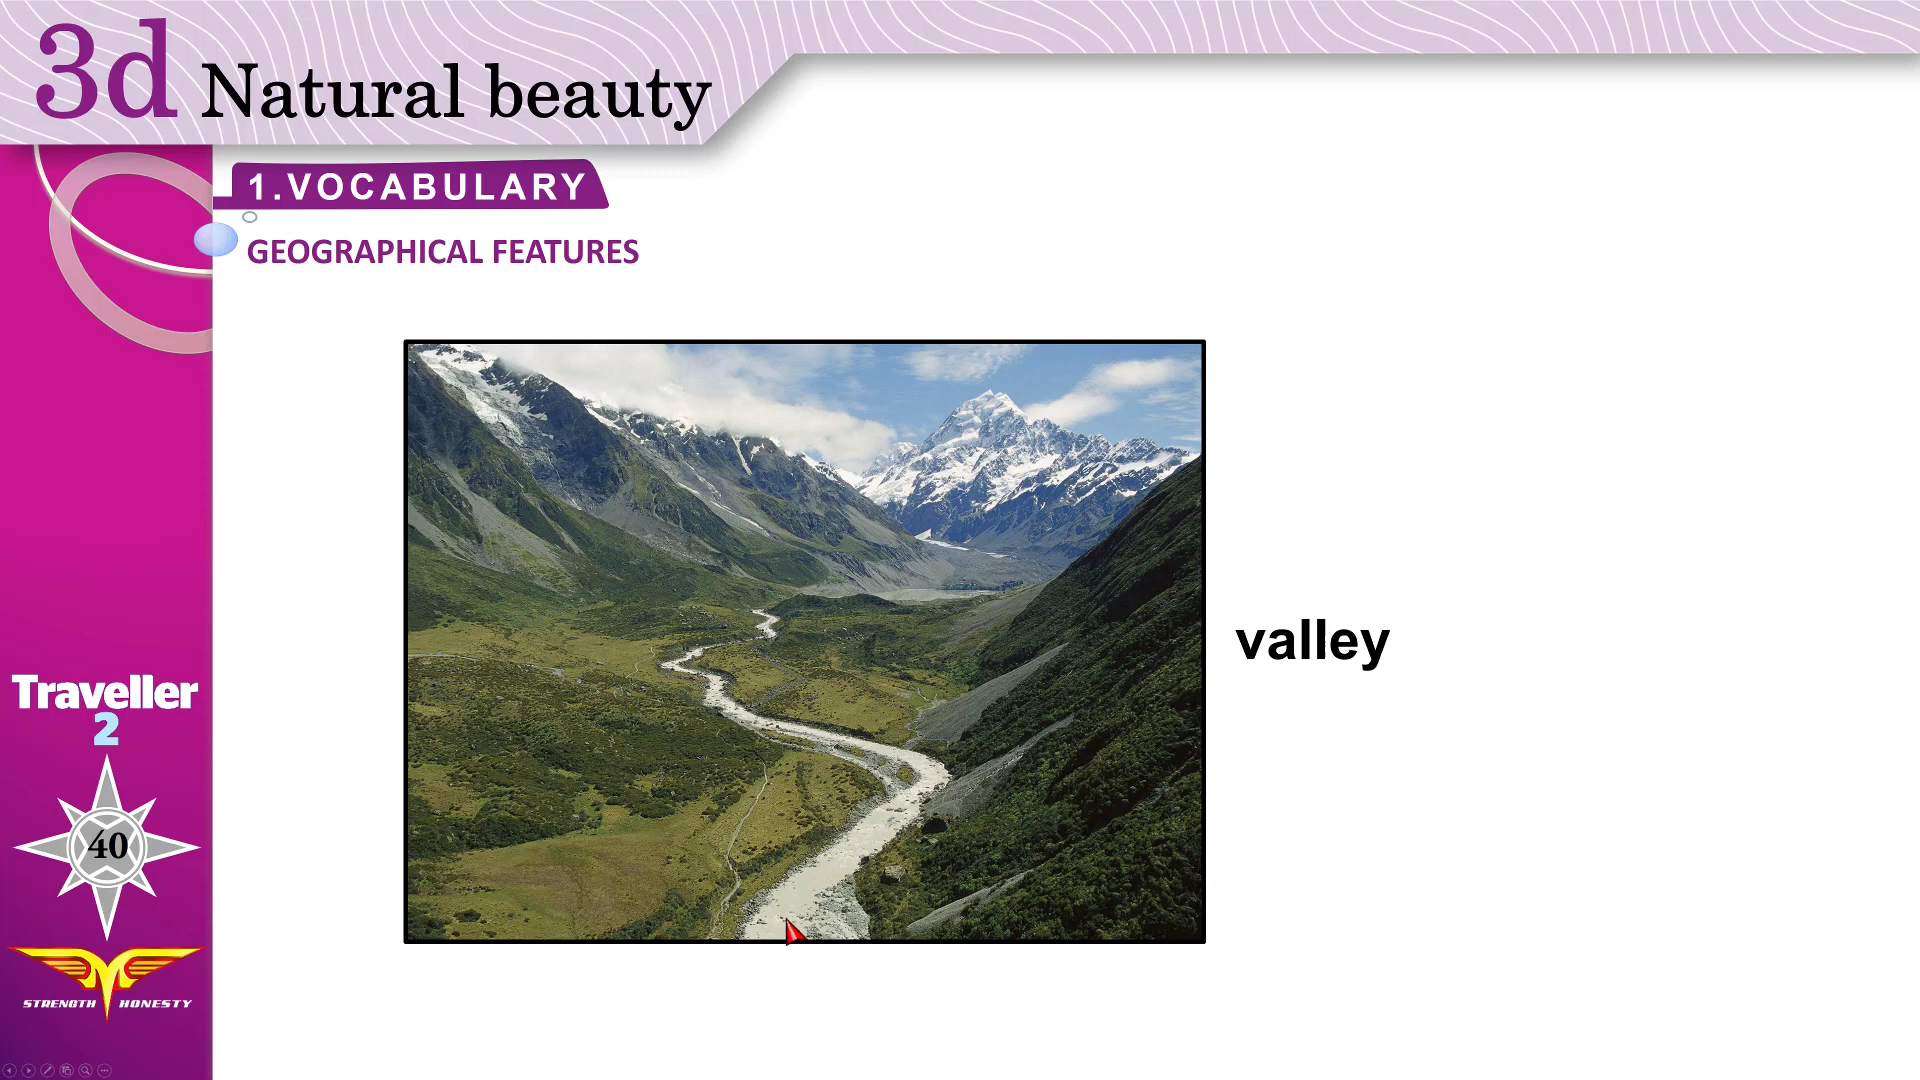 3d Natural beauty
1.VOCABULARY
GEOGRAPHICAL FEATURES
valley
Traveller
2
40
STRENGTH HONESTY